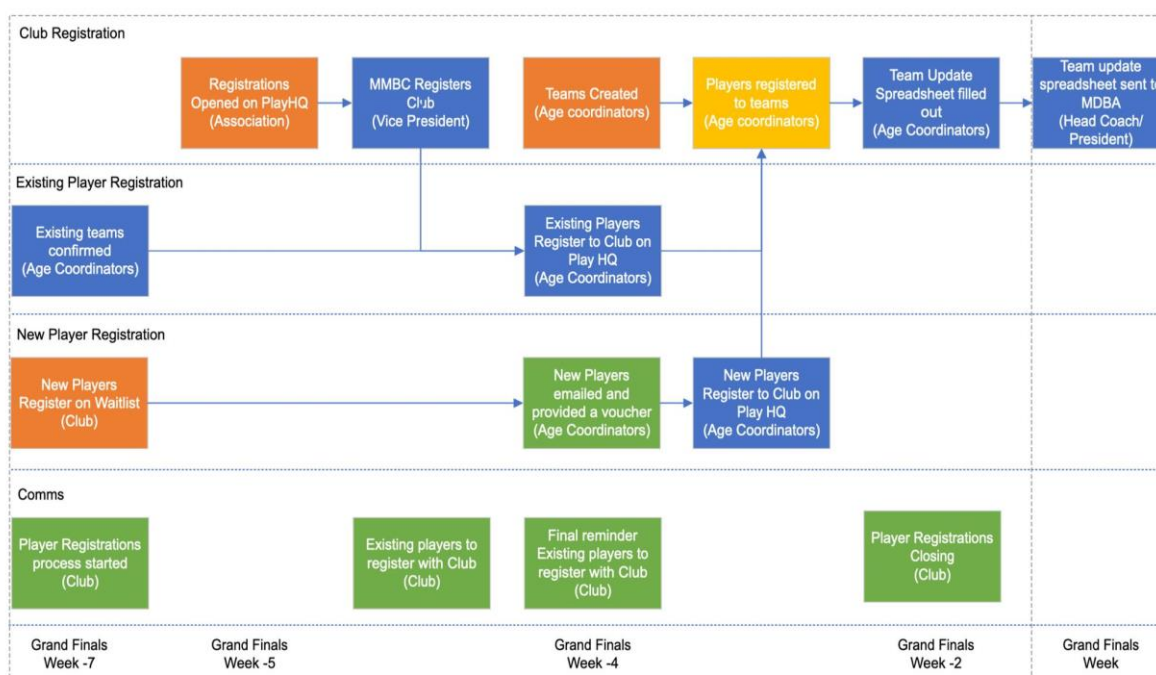 Club Registration
Registrations
Opened on PlayHQ
(Association)
MMBC Registers
Club
(Vice President)
Teams Created
(Age coordinators)
Players registered
to teams
(Age coordinators)
Team Update
Spreadsheet filled
out
(Age Coordinators)
Team update
spreadsheet sent to
MDBA
(Head Coach/
President)
Existing Player Registration
Existing teams
confirmed
(Age Coordinators)
Existing Players
Register to Club on
Play HQ
(Age Coordinators)
New Player Registration
New Players
Register on Waitlist
(Club)
New Players
emailed and
provided a voucher
(Age Coordinators)
New Players
Register to Club on
Play HQ
(Age Coordinators)
Comms
Player Registrations
process started
(Club)
Existing players to
register with Club
(Club)
Final reminder
Existing players to
register with Club
(Club)
Player Registrations
Closing
(Club)
Grand Finals
Week -7
Grand Finals
Week -5
Grand Finals
Week -4
Grand Finals
Week -2
Grand Finals
Week